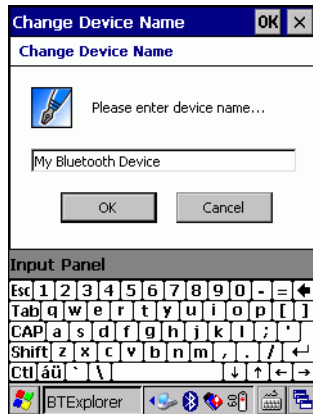 Change Device Name OK ×
Change Device Name
Please enter device name...
My Bluetooth Device
OK Cancel
Input Panel
Esc 1 2 3 4 5 6 7 8 9 0 - = ←
Tab q w e r t y u i o p [ ]
CAP a s d f g h j k l ; '
Shift z x c v b n m , . / ↵
Ctl áü ` \ ↓ ↑ ← →
BTExplorer